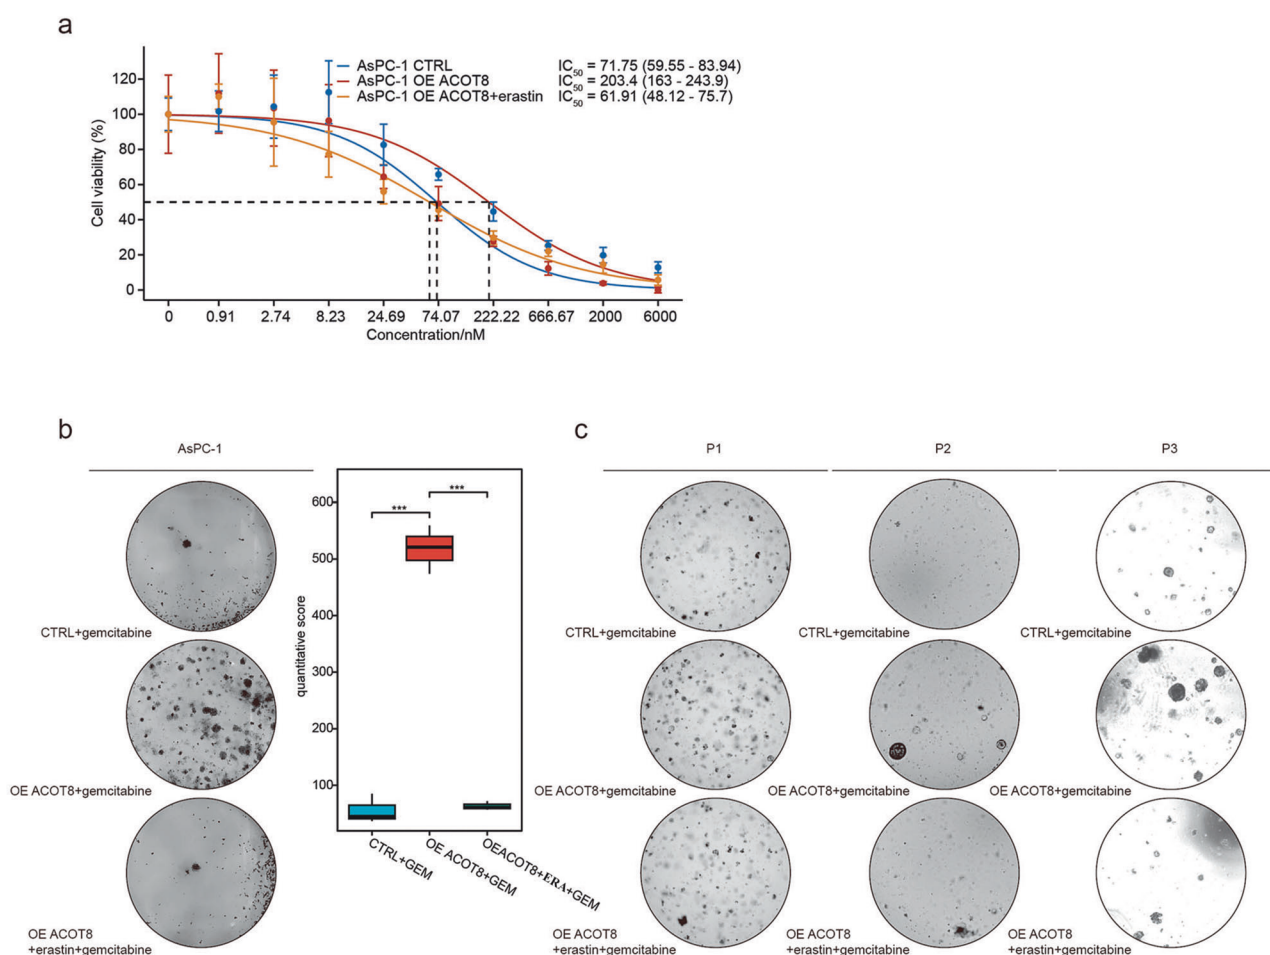 a
AsPC-1 CTRL IC50 = 71.75 (59.55 - 83.94)
AsPC-1 OE ACOT8 IC50 = 203.4 (163 - 243.9)
AsPC-1 OE ACOT8+erastin IC50 = 61.91 (48.12 - 75.7)
Cell viability (%)
120
100
80
60
40
20
0
0 0.91 2.74 8.23 24.69 74.07 222.22 666.67 2000 6000
Concentration/nM
b
AsPC-1
CTRL+gemcitabine
OE ACOT8+gemcitabine
OE ACOT8
+erastin+gemcitabine
quantitative score
600
500
400
300
200
100
***
***
CTRL+GEM
OE ACOT8+GEM
OEACOT8+ERA+GEM
c
P1 P2 P3
CTRL+gemcitabine CTRL+gemcitabine CTRL+gemcitabine
OE ACOT8+gemcitabine OE ACOT8+gemcitabine OE ACOT8+gemcitabine
OE ACOT8 OE ACOT8 OE ACOT8
+erastin+gemcitabine +erastin+gemcitabine +erastin+gemcitabine